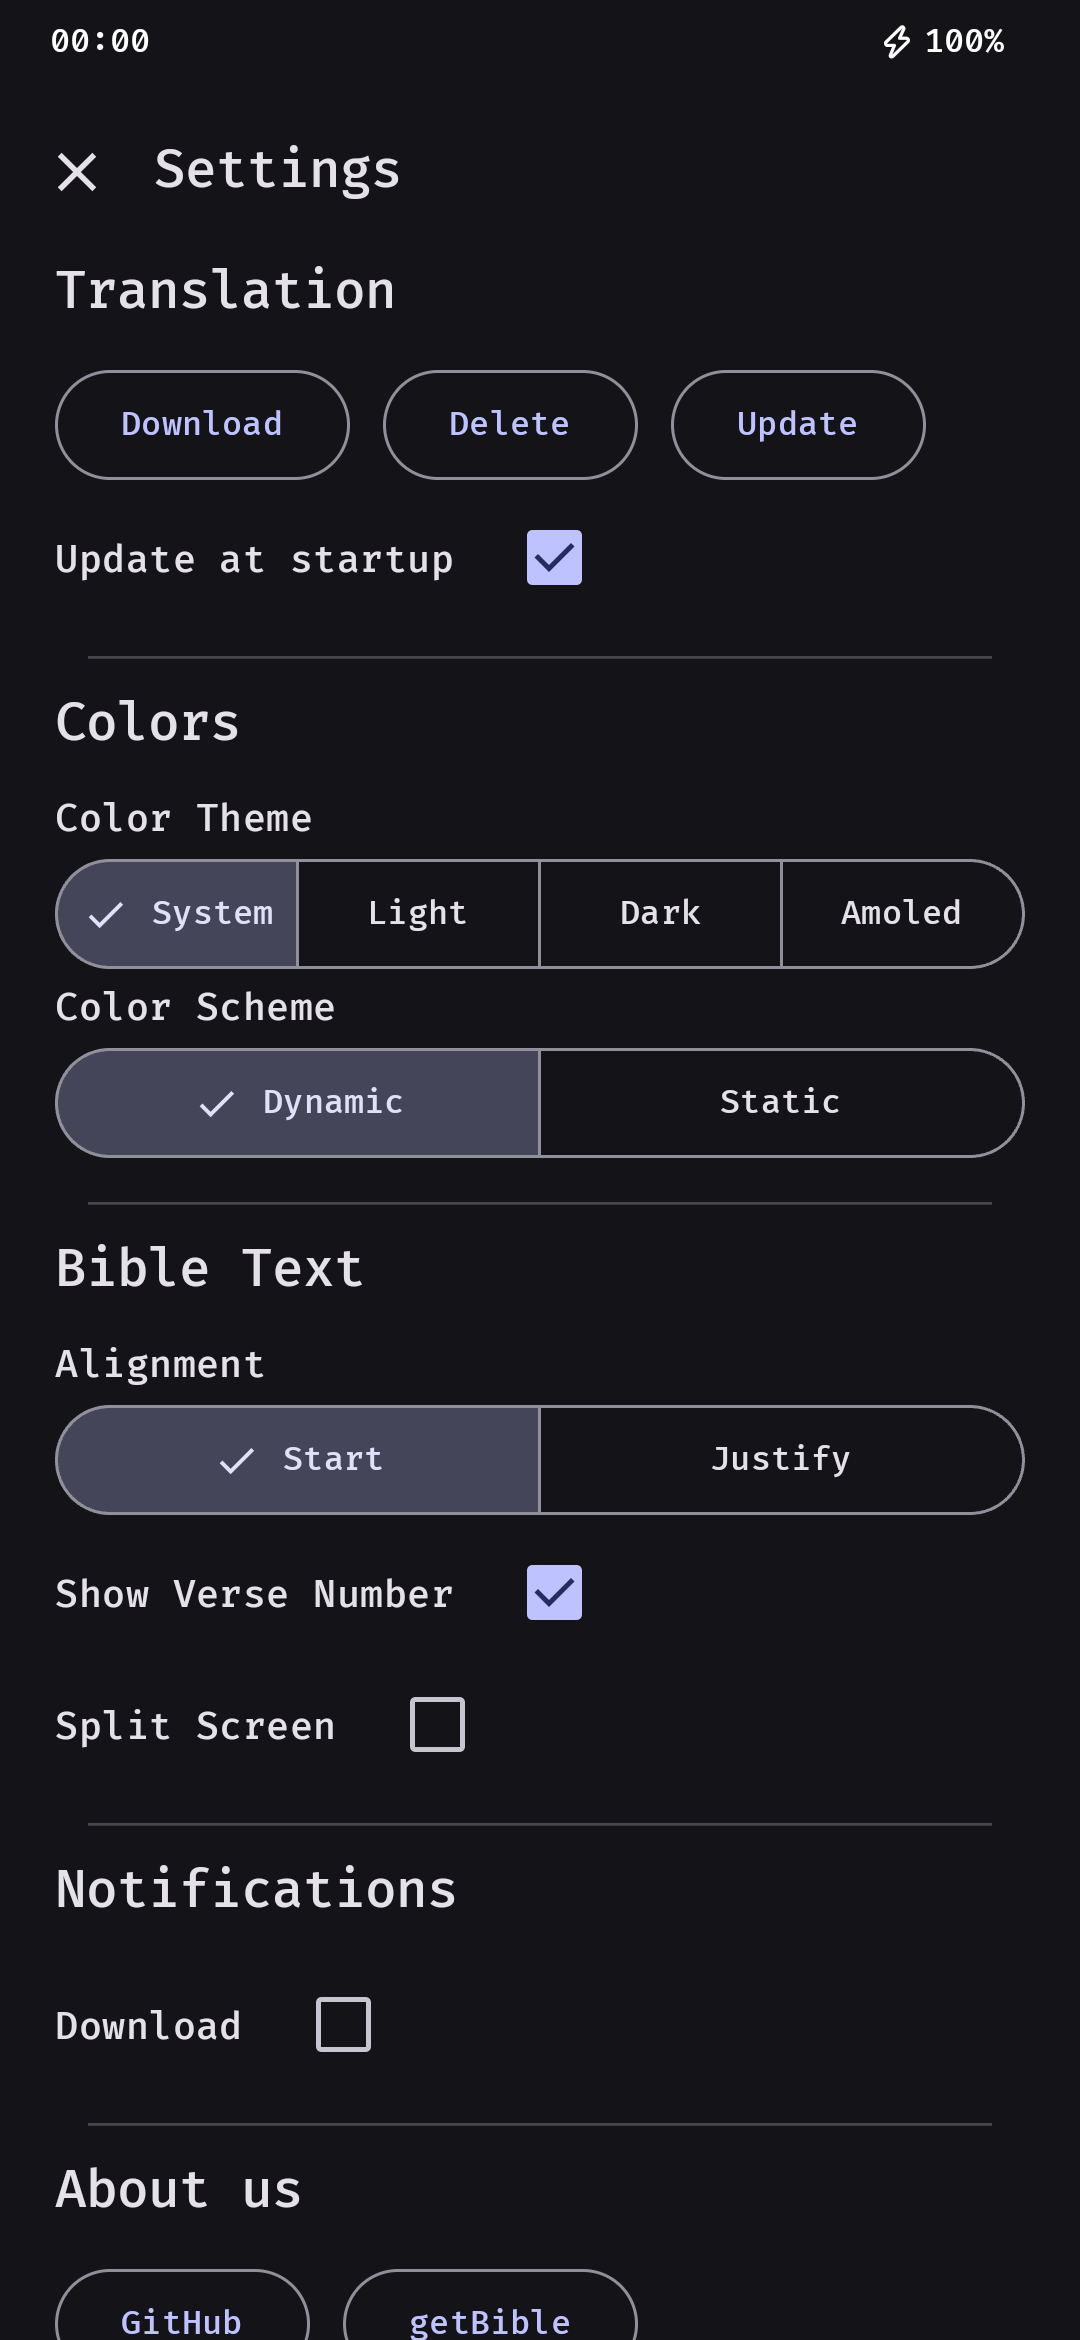 00:00 100%
Settings
Translation
Download Delete Update
Update at startup
Colors
Color Theme
System Light Dark Amoled
Color Scheme
Dynamic Static
Bible Text
Alignment
Start Justify
Show Verse Number
Split Screen
Notifications
Download
About us
GitHub getBible